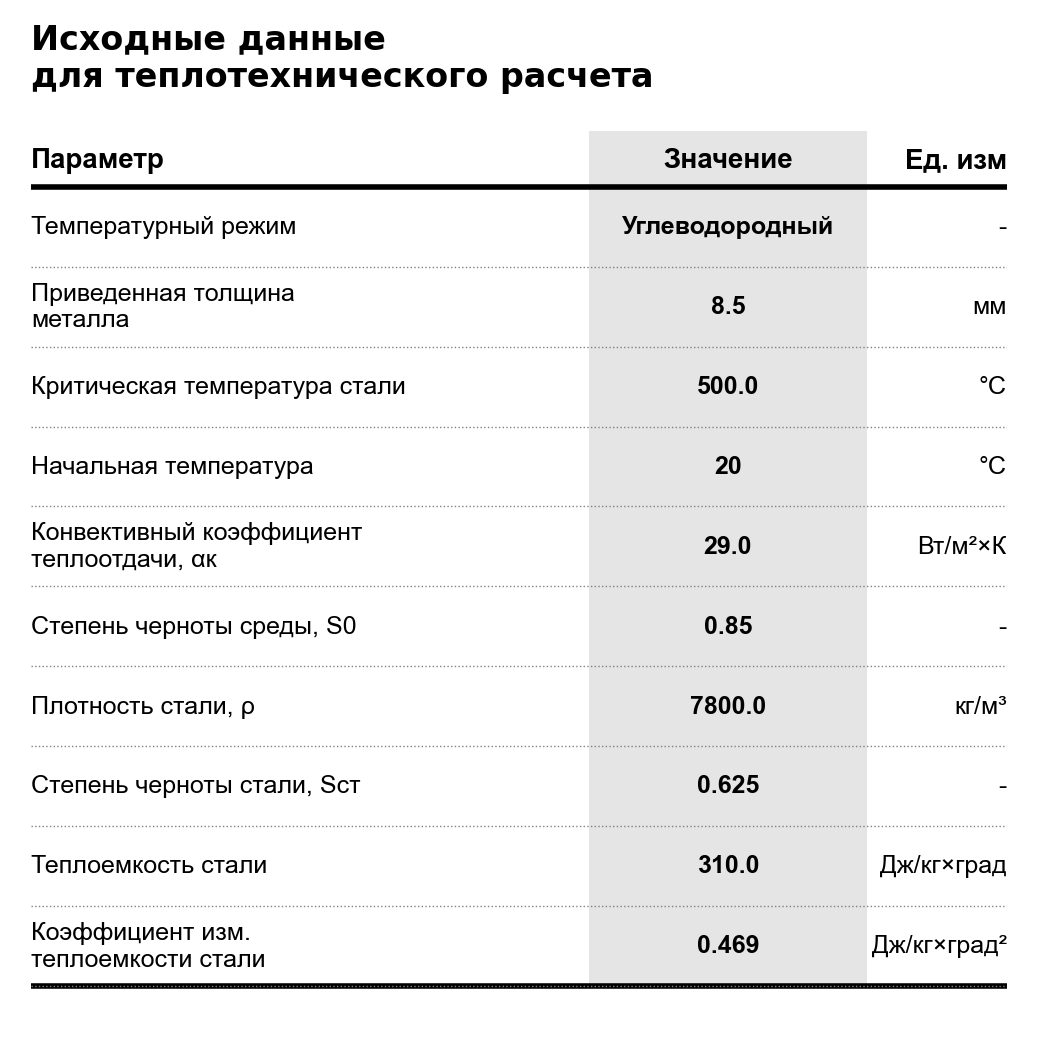 Исходные данные
для теплотехнического расчета
Параметр Значение Ед. изм
Температурный режим Углеводородный -
Приведенная толщина
металла 8.5 мм
Критическая температура стали 500.0 °C
Начальная температура 20 °C
Конвективный коэффициент
теплоотдачи, αк 29.0 Вт/м²×К
Степень черноты среды, S0 0.85 -
Плотность стали, ρ 7800.0 кг/м³
Степень черноты стали, Sст 0.625 -
Теплоемкость стали 310.0 Дж/кг×град
Коэффициент изм.
теплоемкости стали 0.469 Дж/кг×град²